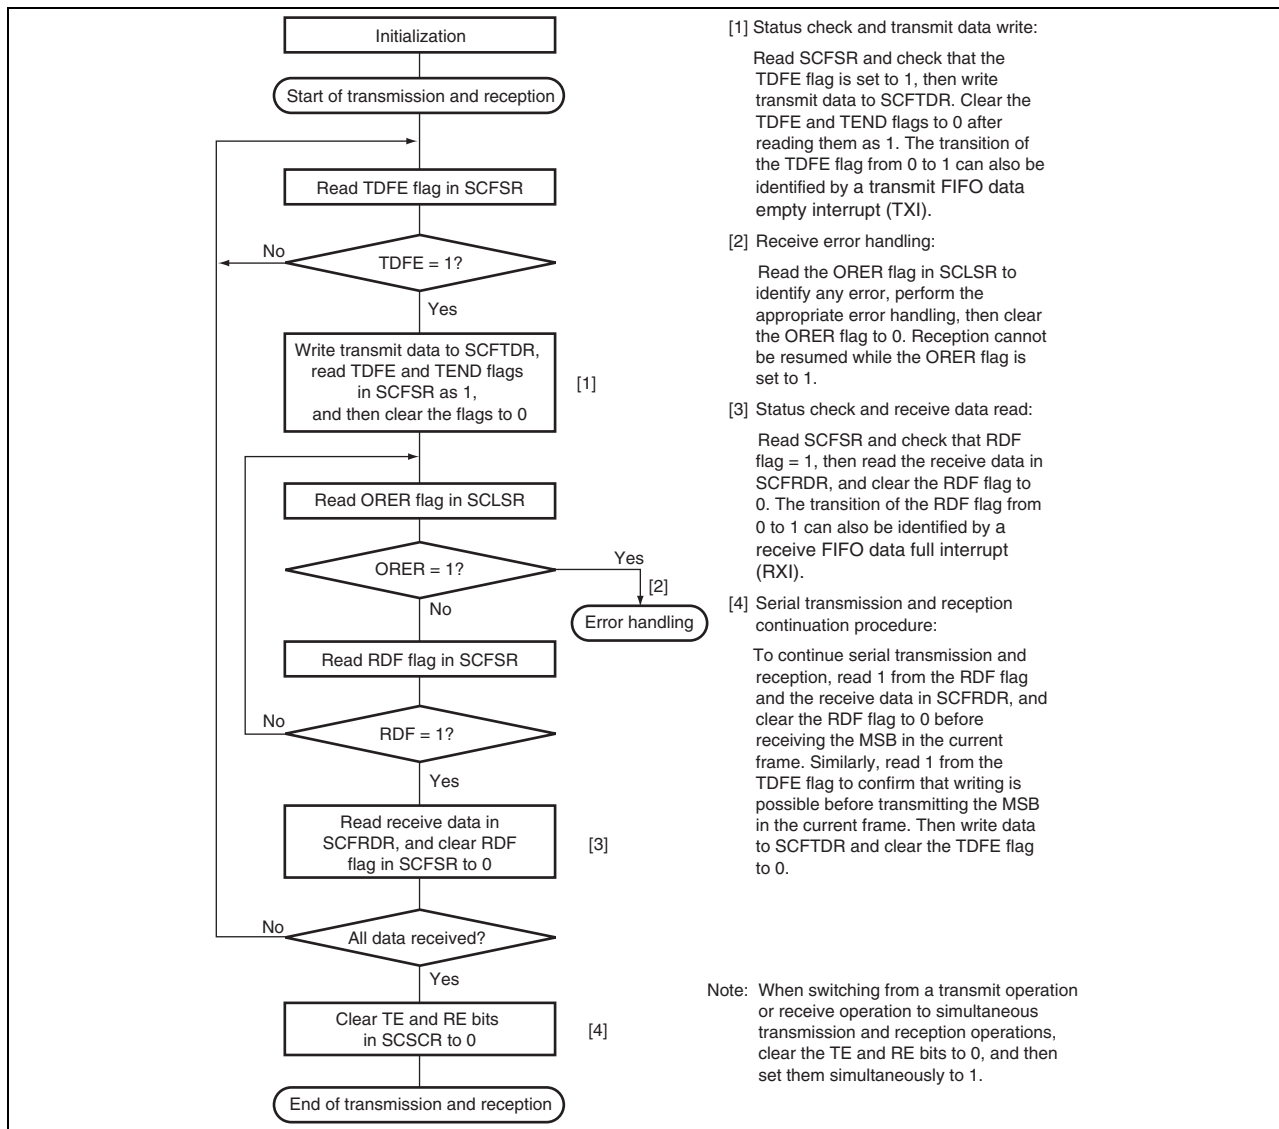 Initialization
Start of transmission and reception
Read TDFE flag in SCFSR
No
TDFE = 1?
Yes
Write transmit data to SCFTDR,
read TDFE and TEND flags
in SCFSR as 1,
and then clear the flags to 0
[1]
Read ORER flag in SCLSR
ORER = 1?
Yes
[2]
No
Error handling
Read RDF flag in SCFSR
No
RDF = 1?
Yes
Read receive data in
SCFRDR, and clear RDF
flag in SCFSR to 0
[3]
No
All data received?
Yes
Clear TE and RE bits
in SCSCR to 0
[4]
End of transmission and reception
[1] Status check and transmit data write:
Read SCFSR and check that the
TDFE flag is set to 1, then write
transmit data to SCFTDR. Clear the
TDFE and TEND flags to 0 after
reading them as 1. The transition of
the TDFE flag from 0 to 1 can also be
identified by a transmit FIFO data
empty interrupt (TXI).
[2] Receive error handling:
Read the ORER flag in SCLSR to
identify any error, perform the
appropriate error handling, then clear
the ORER flag to 0. Reception cannot
be resumed while the ORER flag is
set to 1.
[3] Status check and receive data read:
Read SCFSR and check that RDF
flag = 1, then read the receive data in
SCFRDR, and clear the RDF flag to
0. The transition of the RDF flag from
0 to 1 can also be identified by a
receive FIFO data full interrupt
(RXI).
[4] Serial transmission and reception
continuation procedure:
To continue serial transmission and
reception, read 1 from the RDF flag
and the receive data in SCFRDR, and
clear the RDF flag to 0 before
receiving the MSB in the current
frame. Similarly, read 1 from the
TDFE flag to confirm that writing is
possible before transmitting the MSB
in the current frame. Then write data
to SCFTDR and clear the TDFE flag
to 0.
Note: When switching from a transmit operation
or receive operation to simultaneous
transmission and reception operations,
clear the TE and RE bits to 0, and then
set them simultaneously to 1.